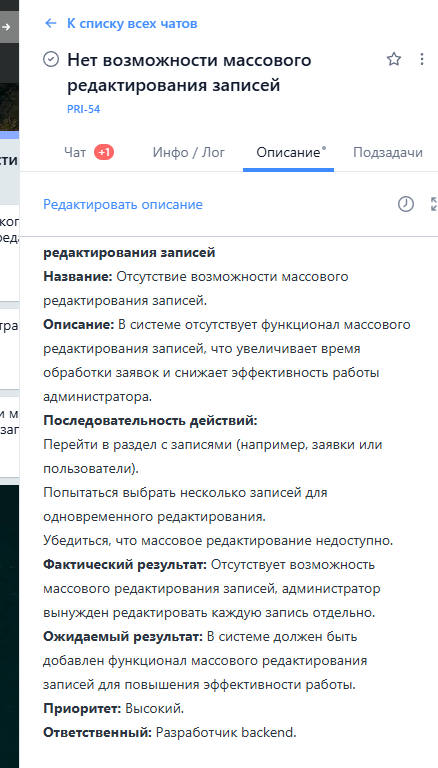 К списку всех чатов
Нет возможности массового
редактирования записей
PRI-54
Чат +1 Инфо / Лог Описание Подзадачи
Редактировать описание
редактирования записей
Название: Отсутствие возможности массового
редактирования записей.
Описание: В системе отсутствует функционал массового
редактирования записей, что увеличивает время
обработки заявок и снижает эффективность работы
администратора.
Последовательность действий:
Перейти в раздел с записями (например, заявки или
пользователи).
Попытаться выбрать несколько записей для
одновременного редактирования.
Убедиться, что массовое редактирование недоступно.
Фактический результат: Отсутствует возможность
массового редактирования записей, администратор
вынужден редактировать каждую запись отдельно.
Ожидаемый результат: В системе должен быть
добавлен функционал массового редактирования
записей для повышения эффективности работы.
Приоритет: Высокий.
Ответственный: Разработчик backend.